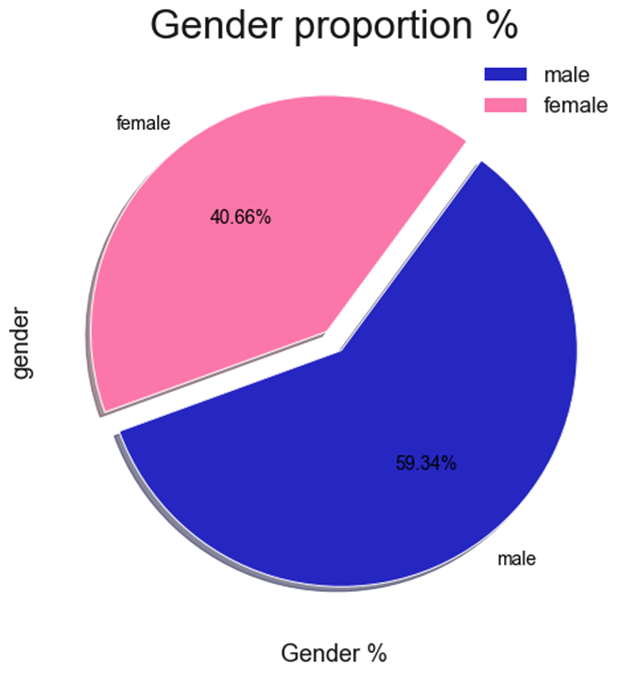 Gender proportion %
male
female
female
40.66%
gender
59.34%
male
Gender %